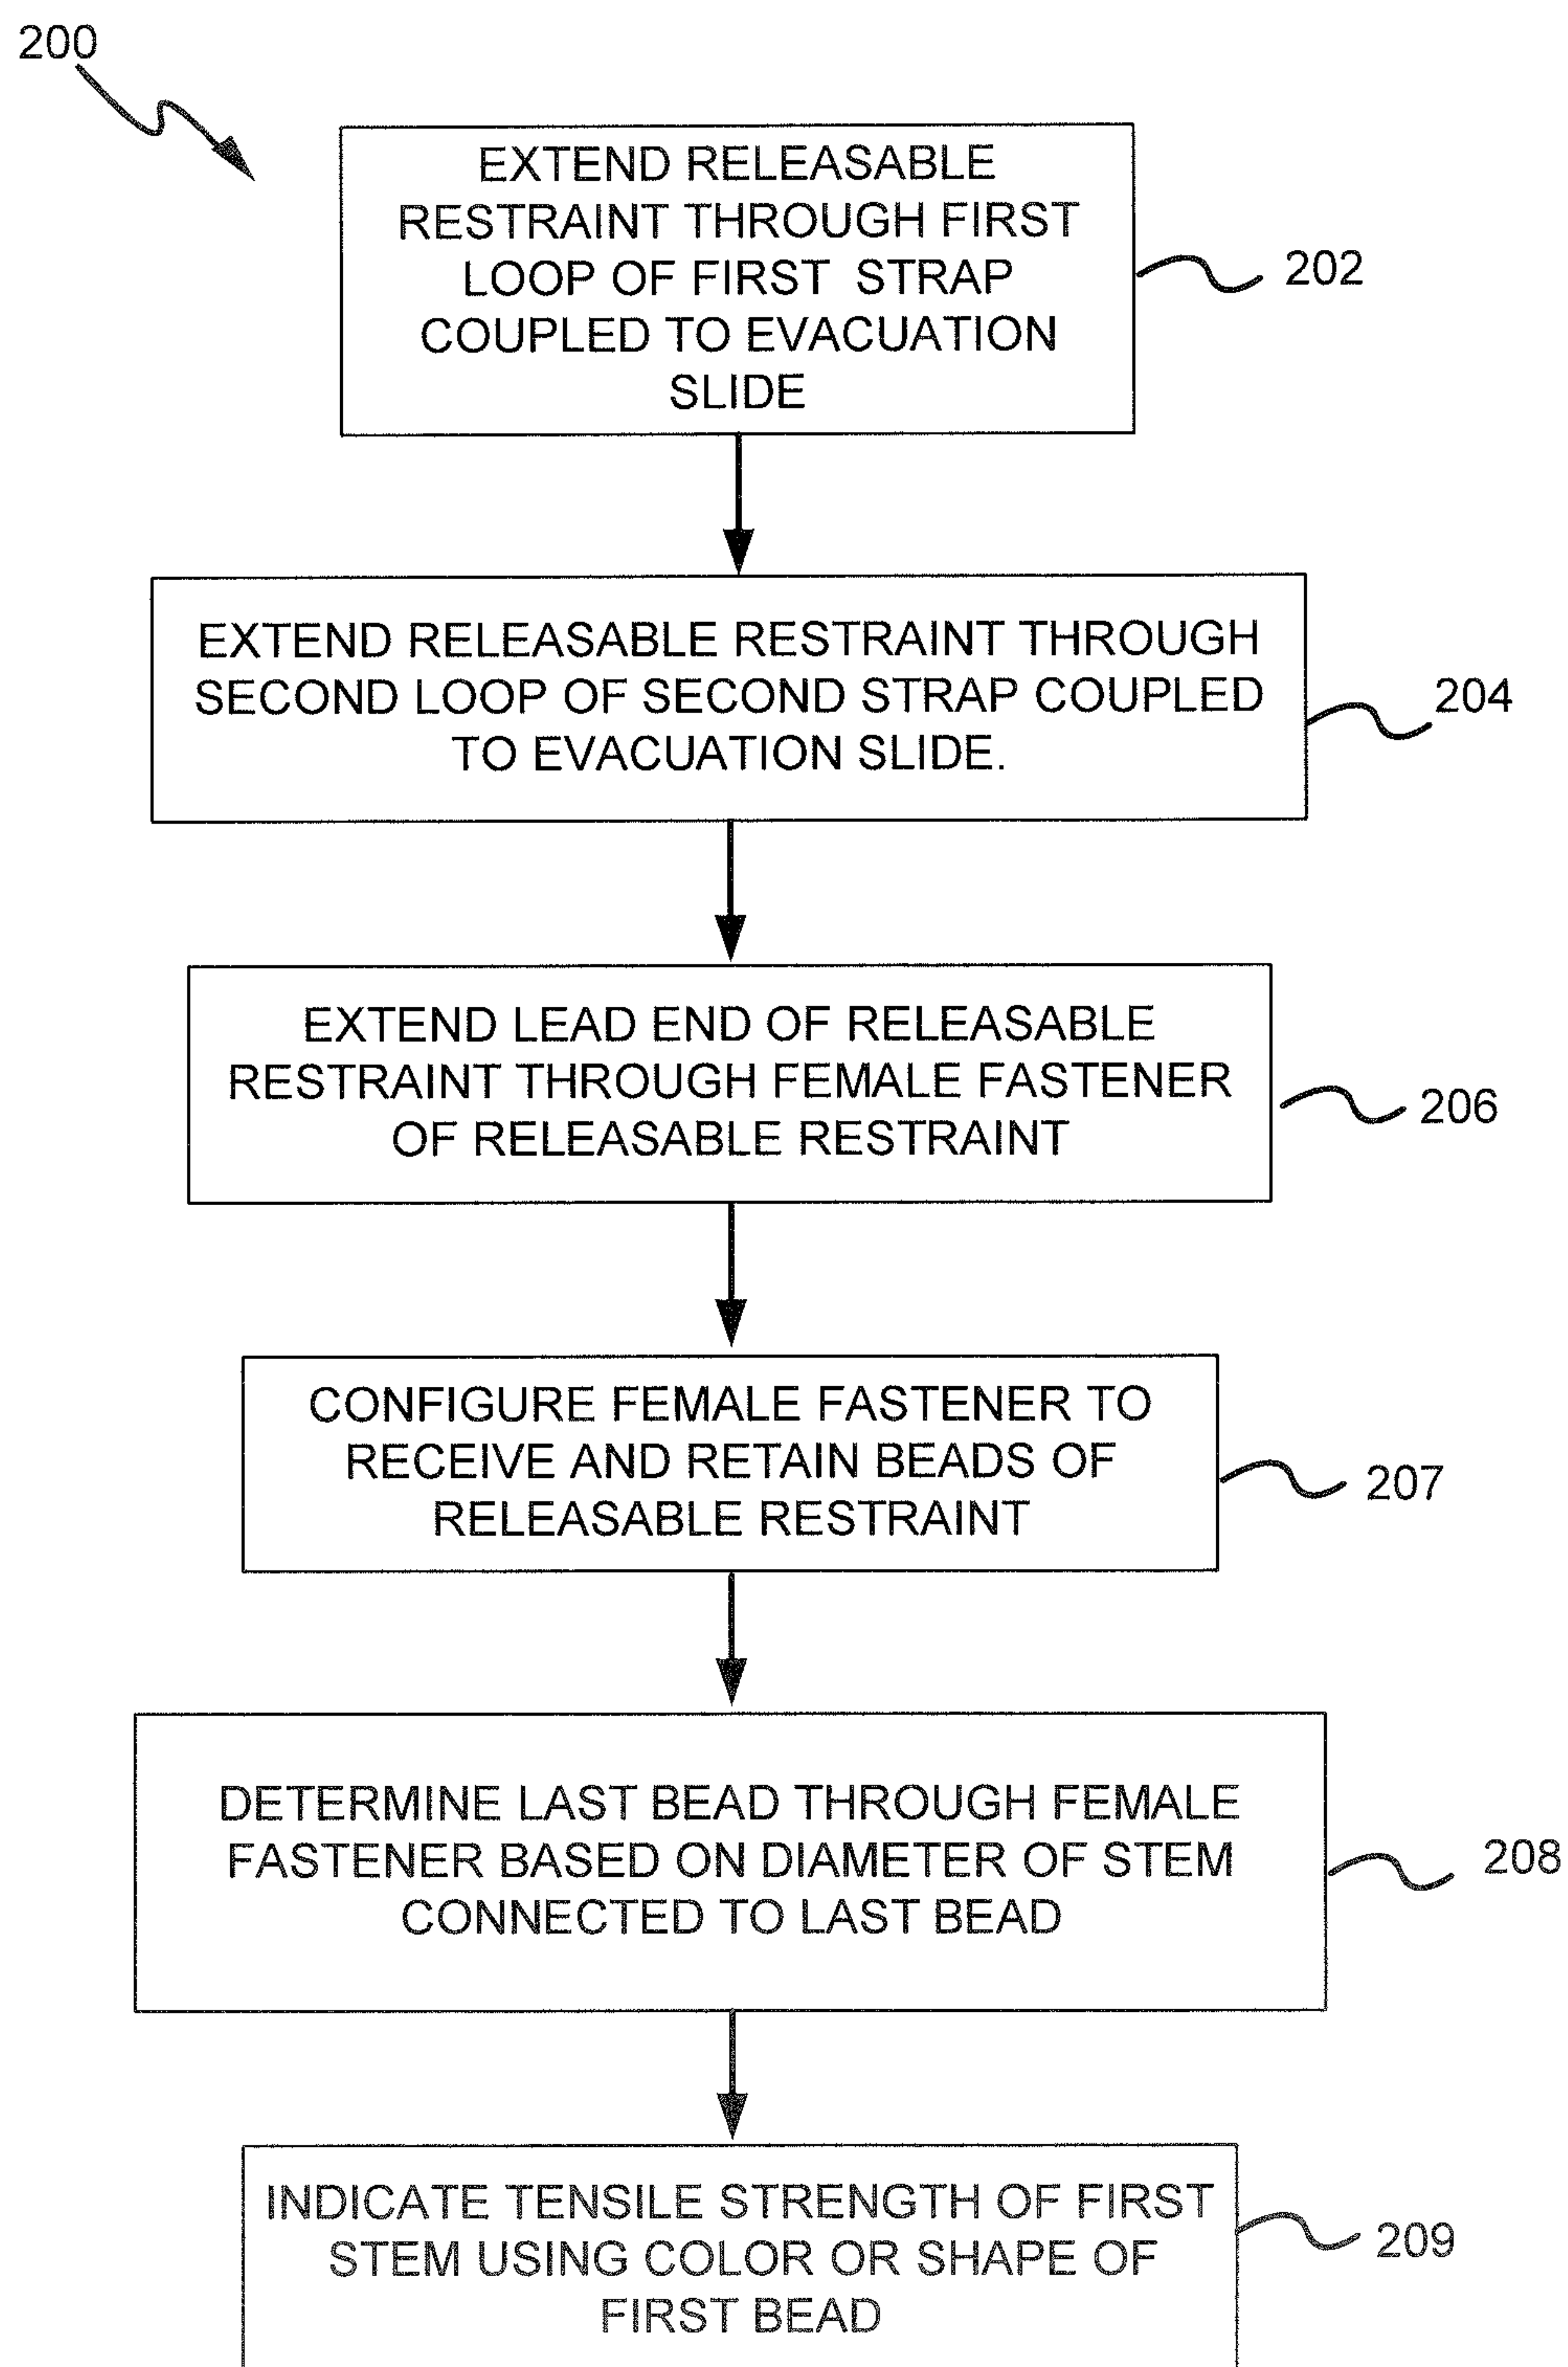 200
EXTEND RELEASABLE
RESTRAINT THROUGH FIRST
LOOP OF FIRST STRAP
COUPLED TO EVACUATION
SLIDE
202
EXTEND RELEASABLE RESTRAINT THROUGH
SECOND LOOP OF SECOND STRAP COUPLED
TO EVACUATION SLIDE.
204
EXTEND LEAD END OF RELEASABLE
RESTRAINT THROUGH FEMALE FASTENER
OF RELEASABLE RESTRAINT
206
CONFIGURE FEMALE FASTENER TO
RECEIVE AND RETAIN BEADS OF
RELEASABLE RESTRAINT
207
DETERMINE LAST BEAD THROUGH FEMALE
FASTENER BASED ON DIAMETER OF STEM
CONNECTED TO LAST BEAD
208
INDICATE TENSILE STRENGTH OF FIRST
STEM USING COLOR OR SHAPE OF
FIRST BEAD
209